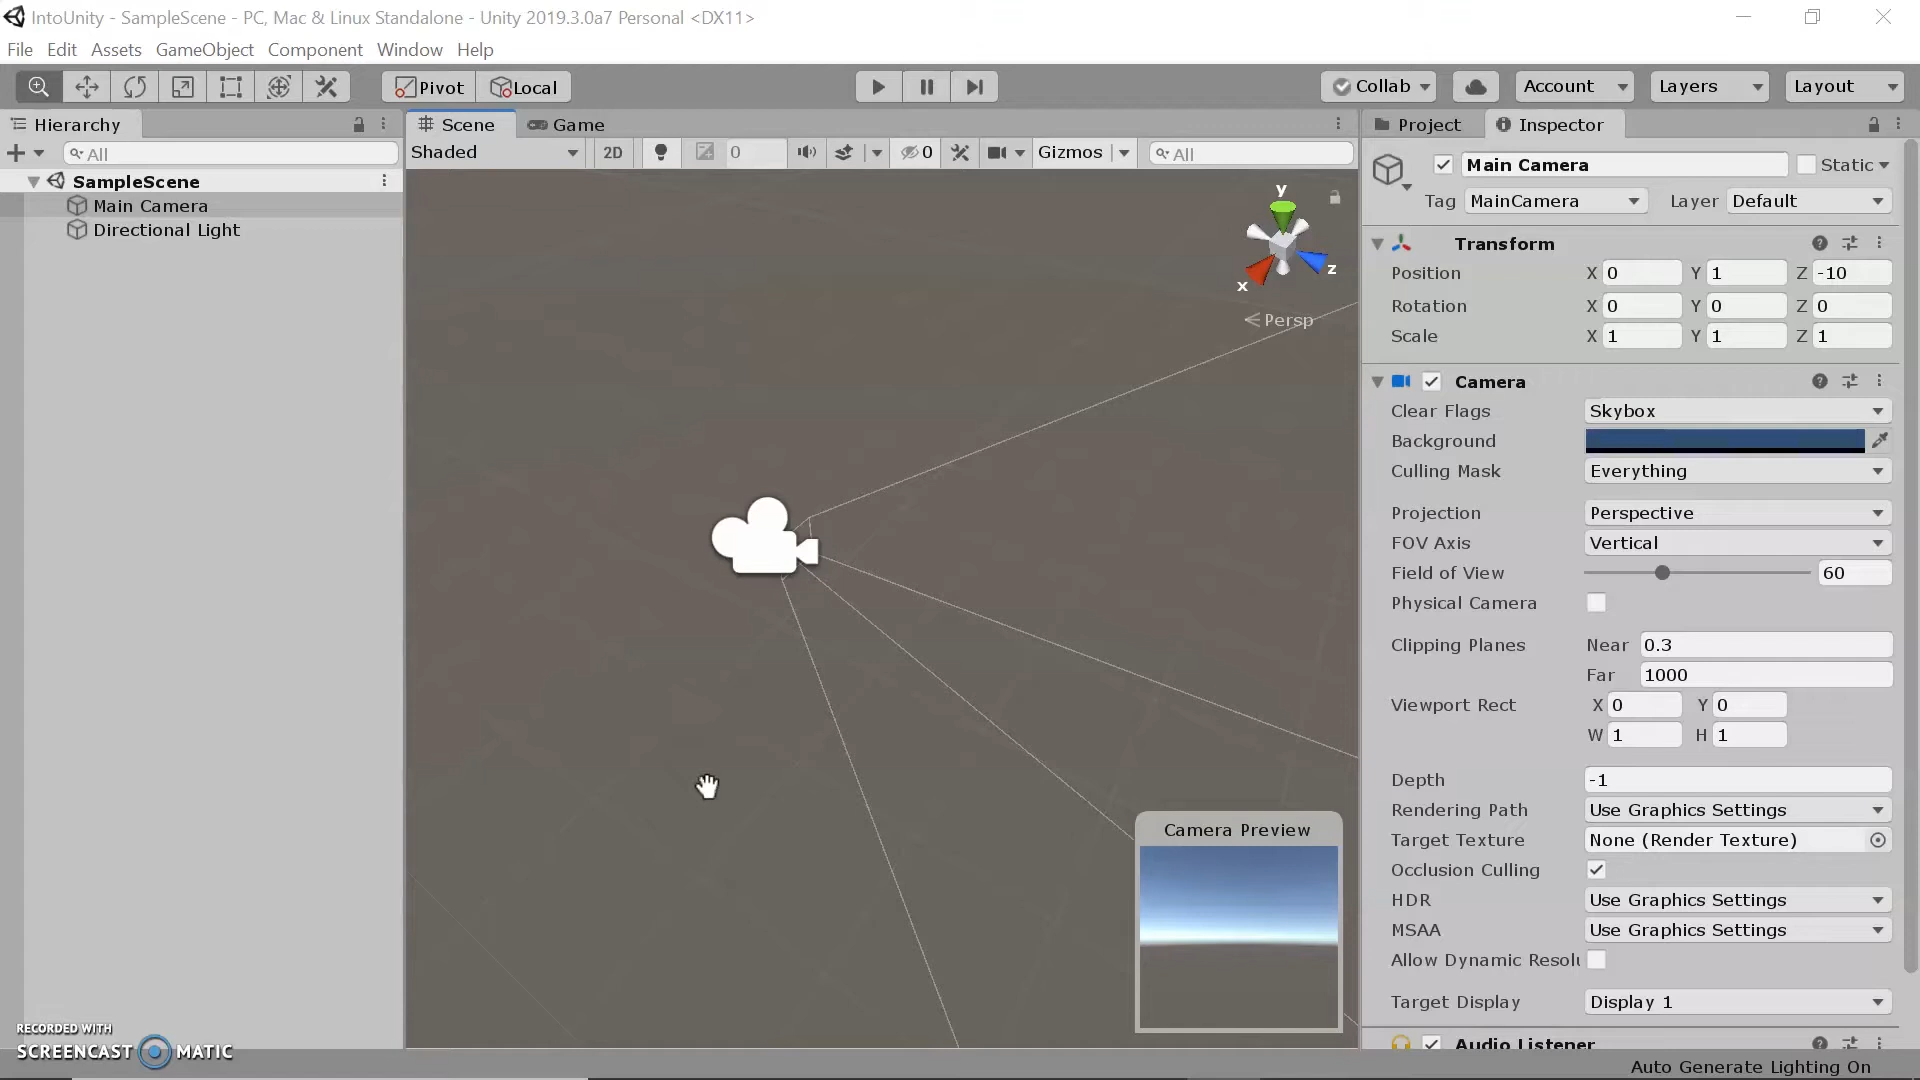 IntoUnity - SampleScene - PC, Mac & Linux Standalone - Unity 2019.3.0a7 Personal <DX11>
File Edit Assets GameObject Component Window Help
Pivot Local Collab Account Layers Layout
Hierarchy
All
SampleScene
Main Camera
Directional Light
Scene Game
Shaded 2D 0 0 Gizmos All
y
x
z
Persp
Camera Preview
Project Inspector
Main Camera Static
Tag MainCamera Layer Default
Transform
Position X 0 Y 1 Z -10
Rotation X 0 Y 0 Z 0
Scale X 1 Y 1 Z 1
Camera
Clear Flags Skybox
Background
Culling Mask Everything
Projection Perspective
FOV Axis Vertical
Field of View 60
Physical Camera
Clipping Planes Near 0.3
Far 1000
Viewport Rect X 0 Y 0
W 1 H 1
Depth -1
Rendering Path Use Graphics Settings
Target Texture None (Render Texture)
Occlusion Culling
HDR Use Graphics Settings
MSAA Use Graphics Settings
Allow Dynamic Resolu
Target Display Display 1
Audio Listener
Auto Generate Lighting On
RECORDED WITH
SCREENCAST MATIC